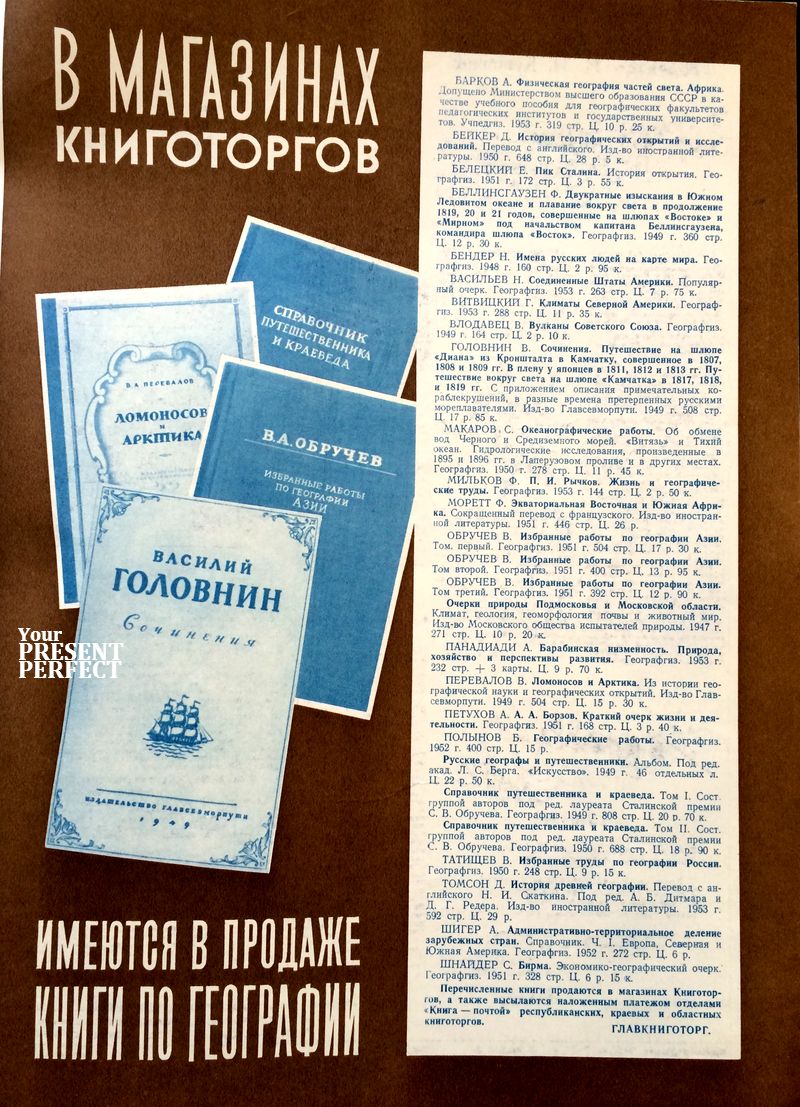 В МАГАЗИНАХ
КНИГОТОРГОВ
СПРАВОЧНИК
ПУТЕШЕСТВЕННИКА
И КРАЕВЕДА
В.А ПЕРЕВАЛОВ
ЛОМОНОСОВ
И
АРКТИКА
В.А.ОБРУЧЕВ
ИЗБРАННЫЕ РАБОТЫ
ПО ГЕОГРАФИИ
АЗИИ
ВАСИЛИЙ
ГОЛОВНИН
Сочинения
ИЗДАТЕЛЬСТВО ГЛАВСЕВМОРПУТИ
1949
Your
PRESENT
PERFECT
ИМЕЮТСЯ В ПРОДАЖЕ
КНИГИ ПО ГЕОГРАФИИ
БАРКОВ А. Физическая география частей света. Африка.
Допущено Министерством высшего образования СССР в ка-
честве учебного пособия для географических факультетов
педагогических институтов и государственных университе-
тов. Учпедгиз. 1953 г. 319 стр. Ц. 10 р. 25 к.
БЕЙКЕР Д. История географических открытий и иссле-
дований. Перевод с английского. Изд-во иностранной лите-
ратуры. 1950 г. 648 стр. Ц. 28 р. 5 к.
БЕЛЕЦКИЙ Е. Пик Сталина. История открытия. Гео-
графгиз. 1951 г. 172 стр. Ц. 3 р. 55 к.
БЕЛЛИНСГАУЗЕН Ф. Двукратные изыскания в Южном
Ледовитом океане и плавание вокруг света в продолжение
1819, 20 и 21 годов, совершенные на шлюпах «Востоке» и
«Мирном» под начальством капитана Беллинсгаузена,
командира шлюпа «Восток». Географгиз. 1949 г. 360 стр.
Ц. 12 р. 30 к.
БЕНДЕР Н. Имена русских людей на карте мира. Гео-
графгиз. 1948 г. 160 стр. Ц. 2 р. 95 к.
ВАСИЛЬЕВ Н. Соединенные Штаты Америки. Популяр-
ный очерк. Географгиз. 1953 г. 263 стр. Ц. 7 р. 75 к.
ВИТВИЦКИЙ Г. Климаты Северной Америки. Географ-
гиз. 1953 г. 288 стр. Ц. 11 р. 35 к.
ВЛОДАВЕЦ В. Вулканы Советского Союза. Географгиз.
1949 г. 164 стр. Ц. 2 р. 10 к.
ГОЛОВНИН В. Сочинения. Путешествие на шлюпе
«Диана» из Кронштадта в Камчатку, совершенное в 1807,
1808 и 1809 гг. В плену у японцев в 1811, 1812 и 1813 гг. Пу-
тешествие вокруг света на шлюпе «Камчатка» в 1817, 1818,
и 1819 гг. С приложением описания примечательных ко-
раблекрушений, в разные времена претерпенных русскими
мореплавателями. Изд-во Главсевморпути. 1949 г. 508 стр.
Ц. 17 р. 85 к.
МАКАРОВ С. Океанографические работы. Об обмене
вод Черного и Средиземного морей. «Витязь» и Тихий
океан. Гидрологические исследования, произведенные в
1895 и 1896 гг. в Лаперузовом проливе и в других местах.
Географгиз. 1950 г. 278 стр. Ц. 11 р. 45 к.
МИЛЬКОВ Ф. П. И. Рычков. Жизнь и географиче-
ские труды. Географгиз. 1953 г. 144 стр. Ц. 2 р. 50 к.
МОРЕТТ Ф. Экваториальная Восточная и Южная Афри-
ка. Сокращенный перевод с французского. Изд-во иностран-
ной литературы. 1951 г. 446 стр. Ц. 26 р.
ОБРУЧЕВ В. Избранные работы по географии Азии.
Том. первый. Географгиз. 1951 г. 504 стр. Ц. 17 р. 30 к.
ОБРУЧЕВ В. Избранные работы по географии Азии.
Том второй. Географгиз. 1951 г. 400 стр. Ц. 13 р. 95 к.
ОБРУЧЕВ В. Избранные работы по географии Азии.
Том третий. Географгиз. 1951 г. 392 стр. Ц. 12 р. 90 к.
Очерки природы Подмосковья и Московской области.
Климат, геология, геоморфология почвы и животный мир.
Изд-во Московского общества испытателей природы. 1947 г.
271 стр. Ц. 10 р. 20 к.
ПАНАДИАДИ А. Барабинская низменность. Природа,
хозяйство и перспективы развития. Географгиз. 1953 г.
232 стр. + 3 карты. Ц. 9 р. 70 к.
ПЕРЕВАЛОВ В. Ломоносов и Арктика. Из истории гео-
графической науки и географических открытий. Изд-во Глав-
севморпути. 1949 г. 504 стр. Ц. 15 р. 30 к.
ПЕТУХОВ А. А. А. Борзов. Краткий очерк жизни и дея-
тельности. Географгиз. 1951 г. 168 стр. Ц. 3 р. 40 к.
ПОЛЫНОВ Б. Географические работы. Географгиз.
1952 г. 400 стр. Ц. 15 р.
Русские географы и путешественники. Альбом. Под ред.
акад. Л. С. Берга. «Искусство». 1949 г. 46 отдельных л.
Ц. 22 р. 50 к.
Справочник путешественника и краеведа. Том I. Сост.
группой авторов под ред. лауреата Сталинской премии
С. В. Обручева. Географгиз. 1949 г. 808 стр. Ц. 20 р. 70 к.
Справочник путешественника и краеведа. Том II. Сост.
группой авторов под ред. лауреата Сталинской премии
С. В. Обручева. Географгиз. 1950 г. 688 стр. Ц. 18 р. 90 к.
ТАТИЩЕВ В. Избранные труды по географии России.
Географгиз. 1950 г. 248 стр. Ц. 9 р. 15 к.
ТОМСОН Д. История древней географии. Перевод с ан-
глийского Н. И. Скаткина. Под ред. А. Б. Дитмара и
Д. Г. Редера. Изд-во иностранной литературы. 1953 г.
592 стр. Ц. 29 р.
ШИГЕР А. Административно-территориальное деление
зарубежных стран. Справочник. Ч. I. Европа, Северная и
Южная Америка. Географгиз. 1952 г. 272 стр. Ц. 6 р.
ШНАЙДЕР С. Бирма. Экономико-географический очерк.
Географгиз. 1951 г. 328 стр. Ц. 6 р. 15 к.
Перечисленные книги продаются в магазинах Книготор-
гов, а также высылаются наложенным платежом отделами
«Книга — почтой» республиканских, краевых и областных
книготоргов.
ГЛАВКНИГОТОРГ.